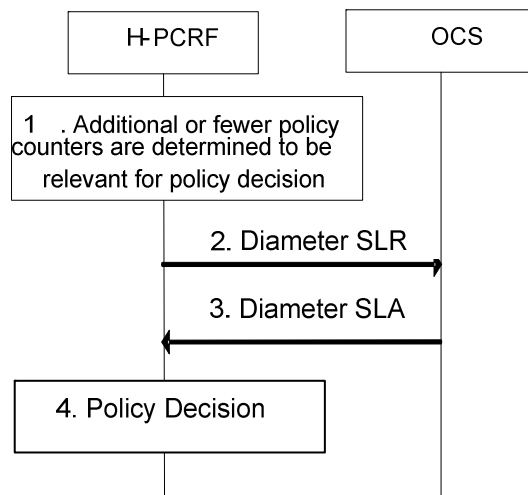 H-PCRF
OCS
1 . Additional or fewer policy
counters are determined to be
relevant for policy decision
2. Diameter SLR
3. Diameter SLA
4. Policy Decision